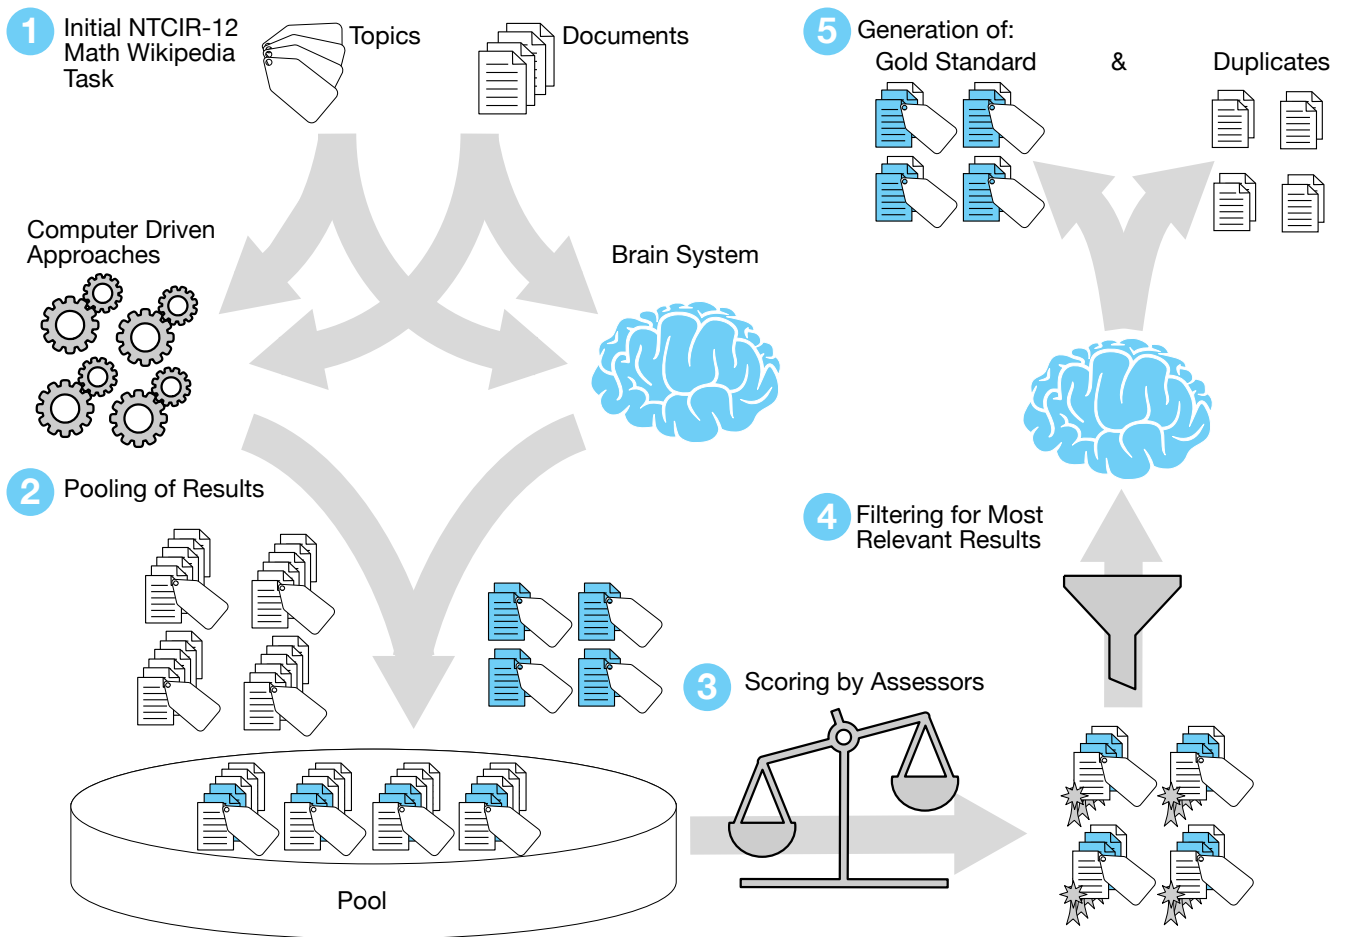 1
Initial NTCIR-12
Math Wikipedia
Task
Topics
Documents
Computer Driven
Approaches
Brain System
2
Pooling of Results
Pool
3
Scoring by Assessors
4
Filtering for Most
Relevant Results
5
Generation of:
Gold Standard & Duplicates